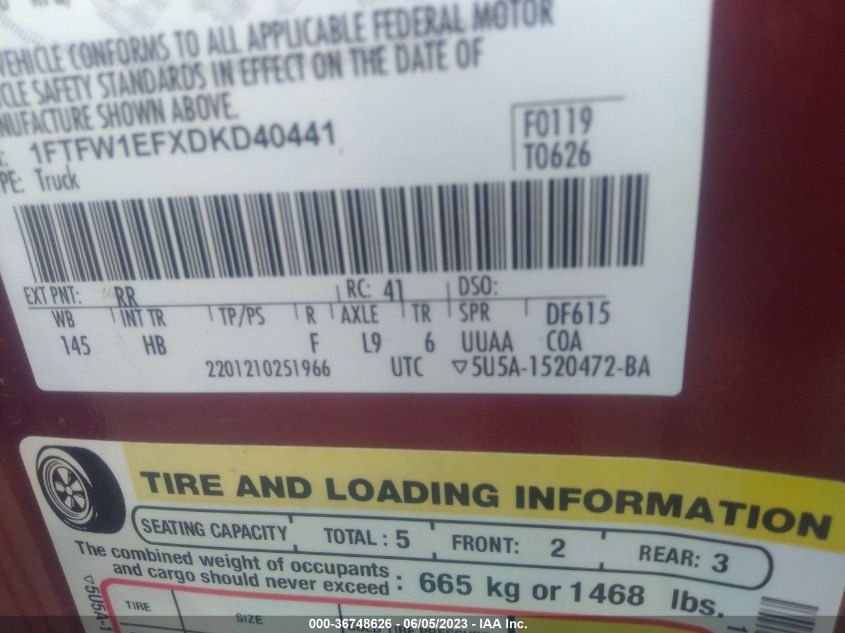 VEHICLE CONFORMS TO ALL APPLICABLE FEDERAL MOTOR
SAFETY STANDARDS IN EFFECT ON THE DATE OF
SHOWN ABOVE.
1FTFW1EFXDKD40441
F0119
T0626
Truck
EXT PNT: RR RC: 41 DSO:
WB INT TR TP/PS R AXLE TR SPR DF615
145 HB F L9 6 UUAA COA
2201210251966 UTC ▽5U5A-1520472-BA
TIRE AND LOADING INFORMATION
SEATING CAPACITY TOTAL : 5 FRONT: 2 REAR: 3
The combined weight of occupants
and cargo should never exceed : 665 kg or 1468 lbs.
TIRE SIZE
000-36748626 - 06/05/2023 - IAA Inc.